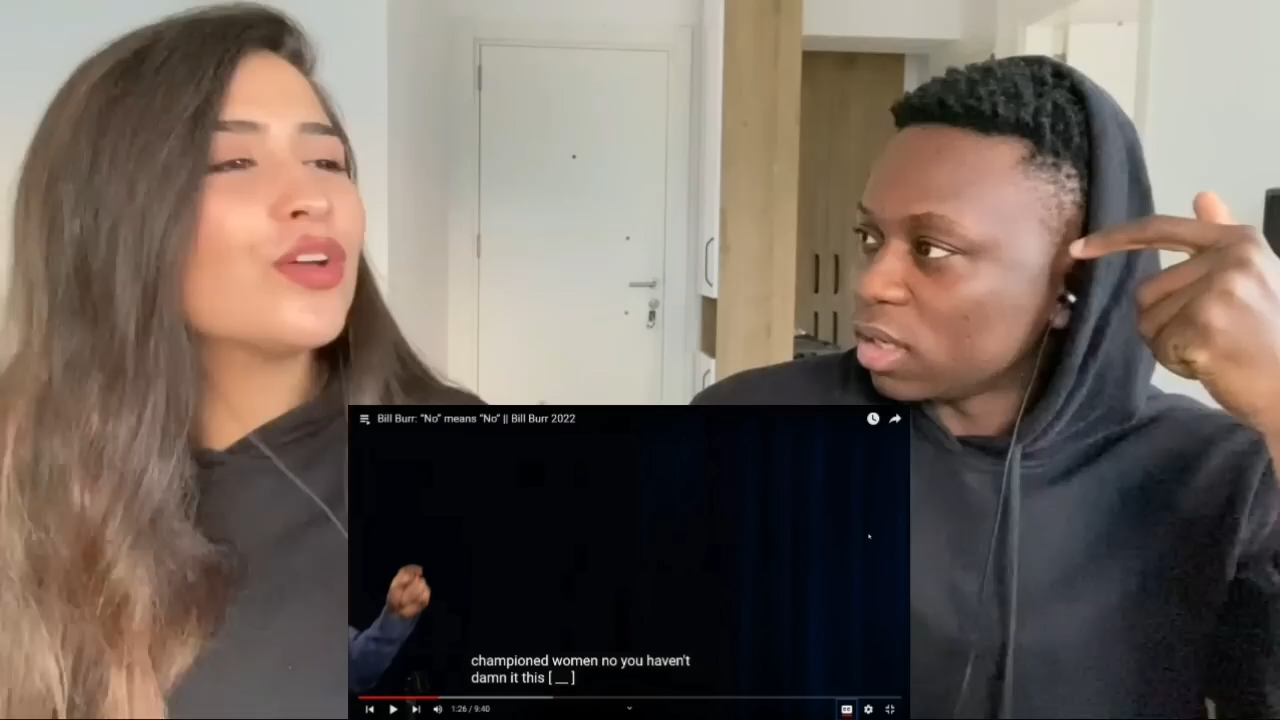 Bill Burr: “No” means “No” || Bill Burr 2022
championed women no you haven't
damn it this [ __ ]
1:26 / 9:40